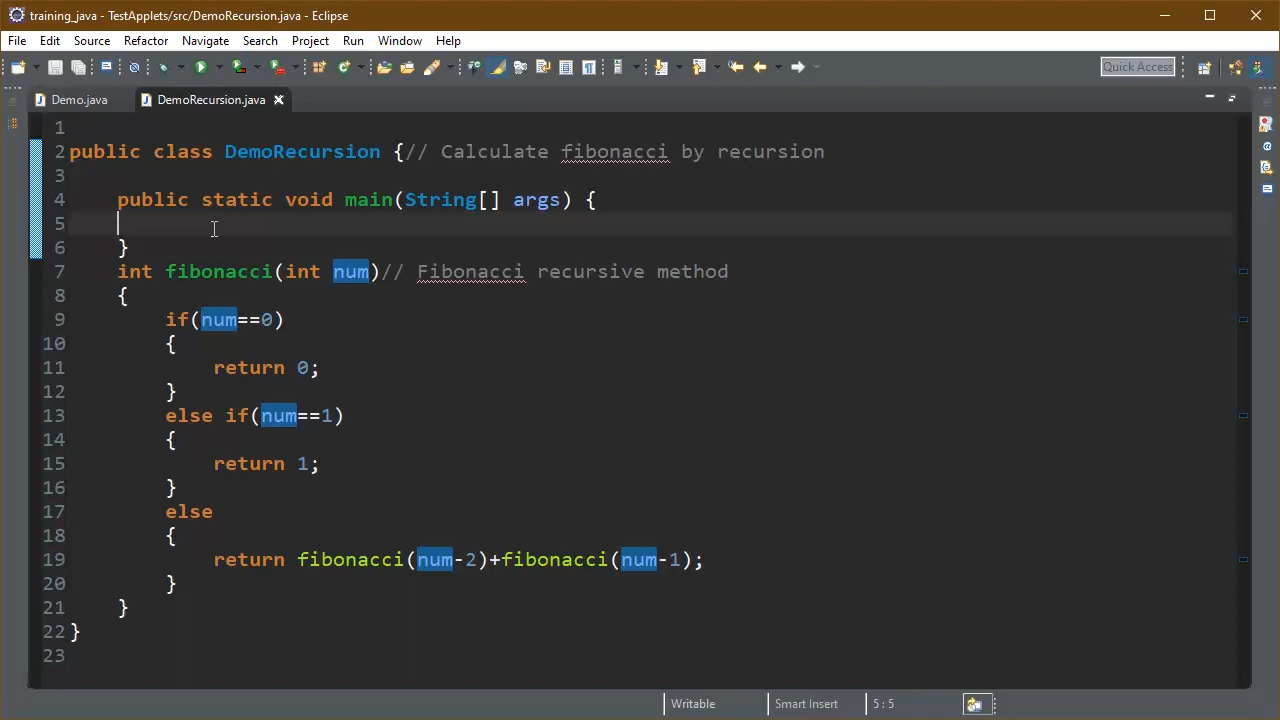 training_java - TestApplets/src/DemoRecursion.java - Eclipse
File Edit Source Refactor Navigate Search Project Run Window Help
Quick Access
Demo.java DemoRecursion.java
1
2 public class DemoRecursion {// Calculate fibonacci by recursion
3
4 public static void main(String[] args) {
5
6 }
7 int fibonacci(int num)// Fibonacci recursive method
8 {
9 if(num==0)
10 {
11 return 0;
12 }
13 else if(num==1)
14 {
15 return 1;
16 }
17 else
18 {
19 return fibonacci(num-2)+fibonacci(num-1);
20 }
21 }
22 }
23
Writable Smart Insert 5 : 5